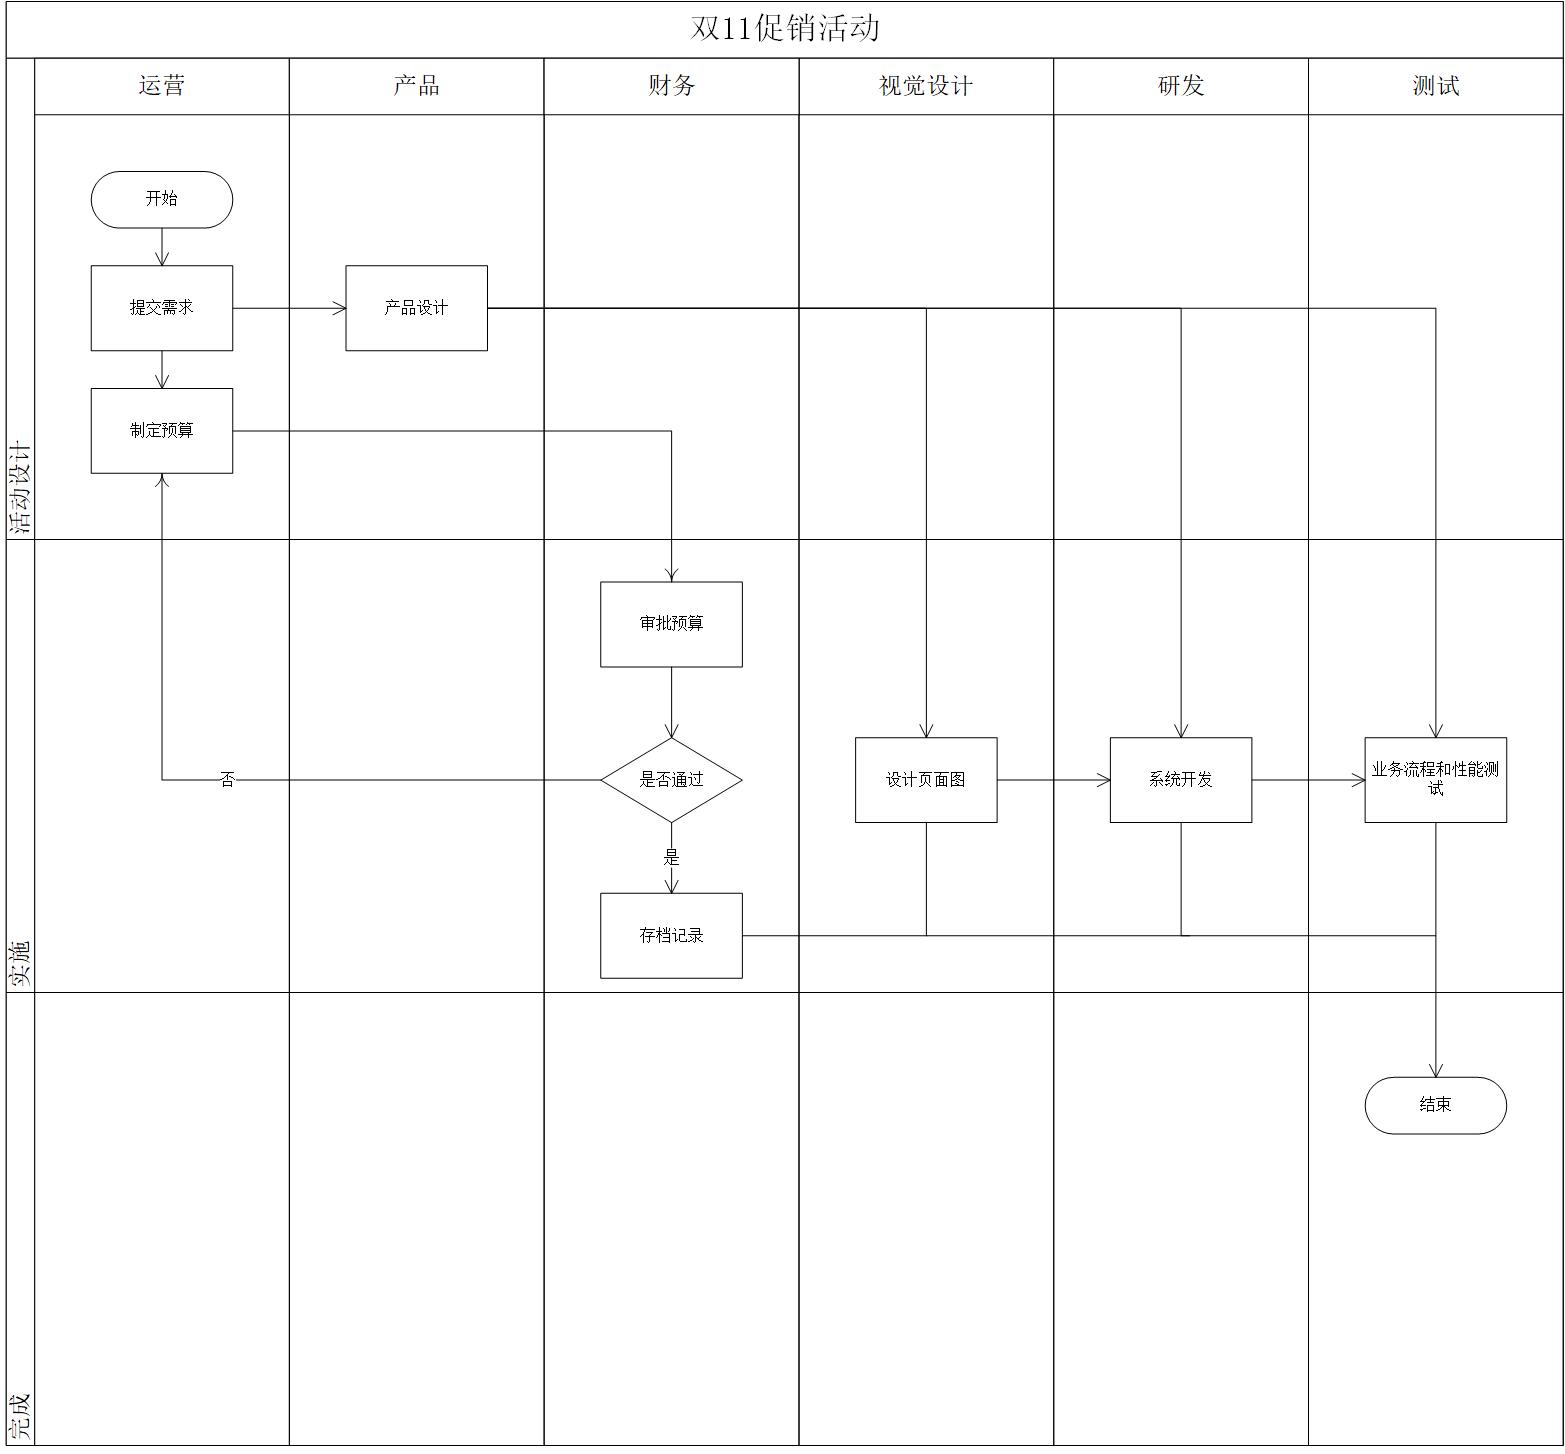 双11促销活动
运营
产品
财务
视觉设计
研发
测试
开始
提交需求
产品设计
制定预算
活动设计
审批预算
是否通过
否
设计页面图
系统开发
业务流程和性能测
试
是
存档记录
实施
结束
完成